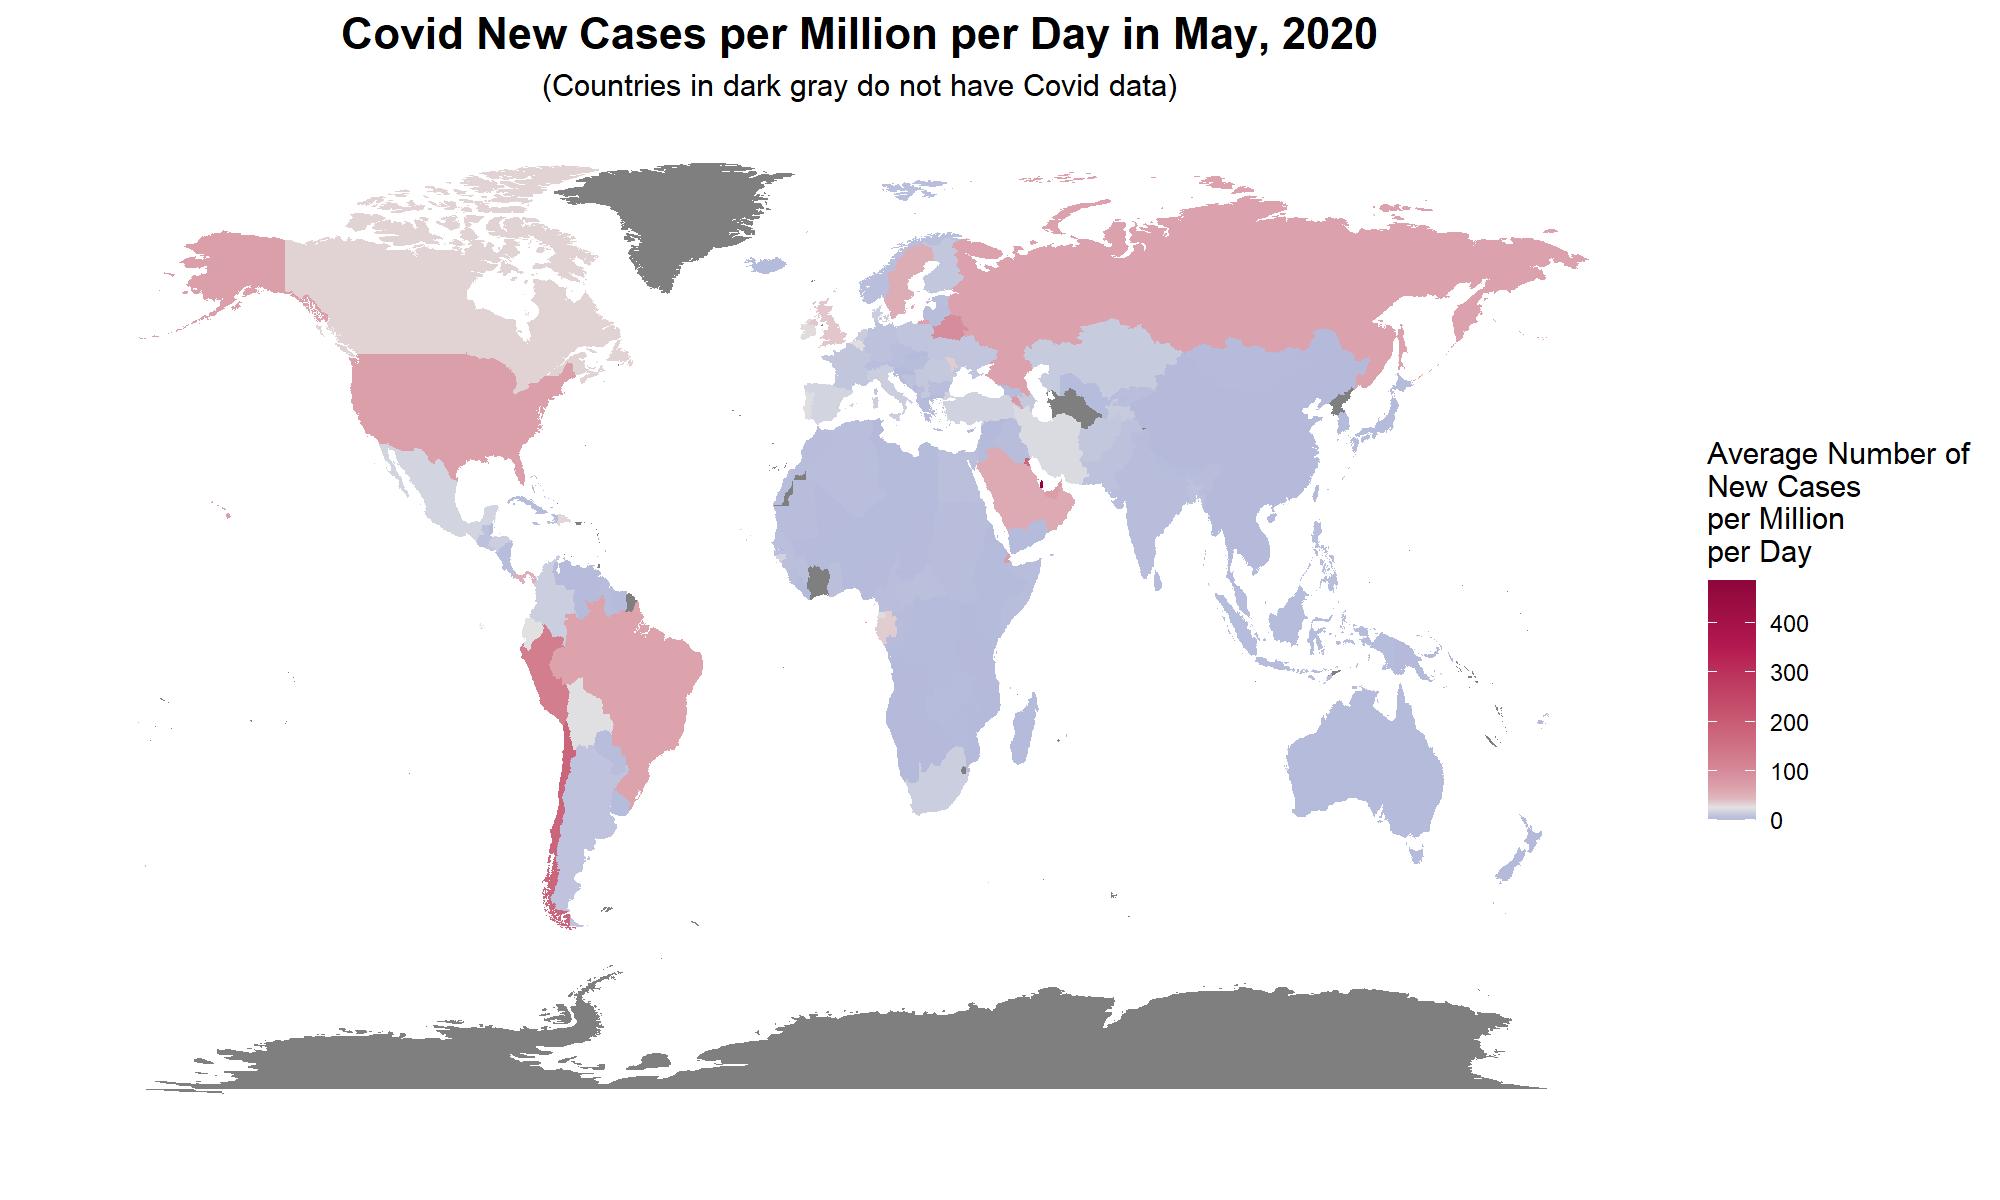 Covid New Cases per Million per Day in May, 2020
(Countries in dark gray do not have Covid data)
Average Number of
New Cases
per Million
per Day
400
300
200
100
0